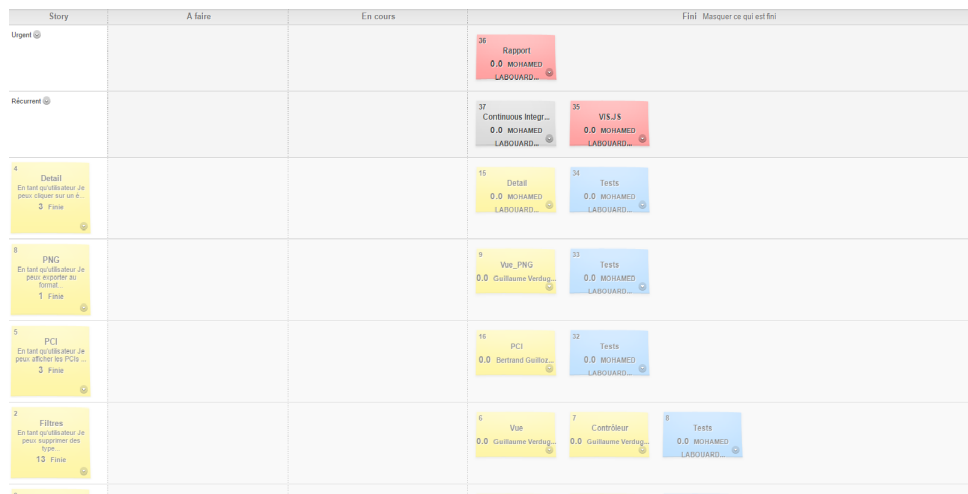 Story
A faire
En cours
Fini Masquer ce qui est fini
Urgent
36
Rapport
0.0 MOHAMED
LABOUARD...
Récurrent
37
Continuous Integr...
0.0 MOHAMED
LABOUARD...
35
VIS.JS
0.0 MOHAMED
LABOUARD...
4
Detail
En tant qu'utilisateur Je
peux cliquer sur un é...
3 Finie
15
Detail
0.0 MOHAMED
LABOUARD...
34
Tests
0.0 MOHAMED
LABOUARD...
8
PNG
En tant qu'utilisateur Je
peux exporter au
format...
1 Finie
9
Vue_PNG
0.0 Guillaume Verdug...
33
Tests
0.0 MOHAMED
LABOUARD...
5
PCI
En tant qu'utilisateur Je
peux afficher les PCIs ...
3 Finie
16
PCI
0.0 Bertrand Guilloz...
32
Tests
0.0 MOHAMED
LABOUARD...
2
Filtres
En tant qu'utilisateur Je
peux supprimer des
type...
13 Finie
6
Vue
0.0 Guillaume Verdug...
7
Contrôleur
0.0 Guillaume Verdug...
8
Tests
0.0 MOHAMED
LABOUARD...